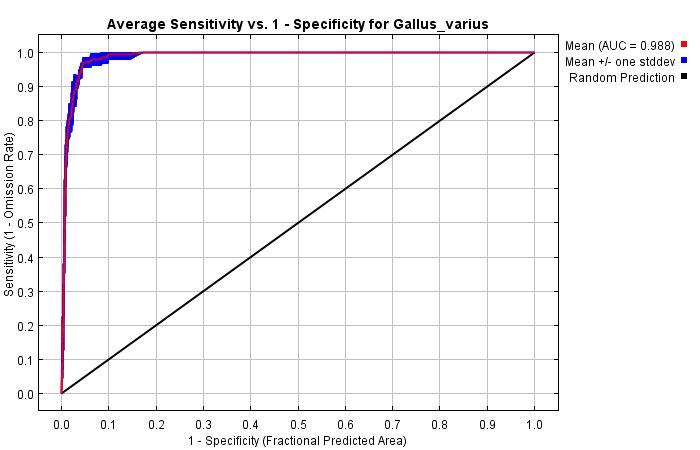 Average Sensitivity vs. 1 - Specificity for Gallus_varius
Mean (AUC = 0.988)
Mean +/- one stddev
Random Prediction
Sensitivity (1 - Omission Rate)
1.0
0.9
0.8
0.7
0.6
0.5
0.4
0.3
0.2
0.1
0.0
0.0 0.1 0.2 0.3 0.4 0.5 0.6 0.7 0.8 0.9 1.0
1 - Specificity (Fractional Predicted Area)